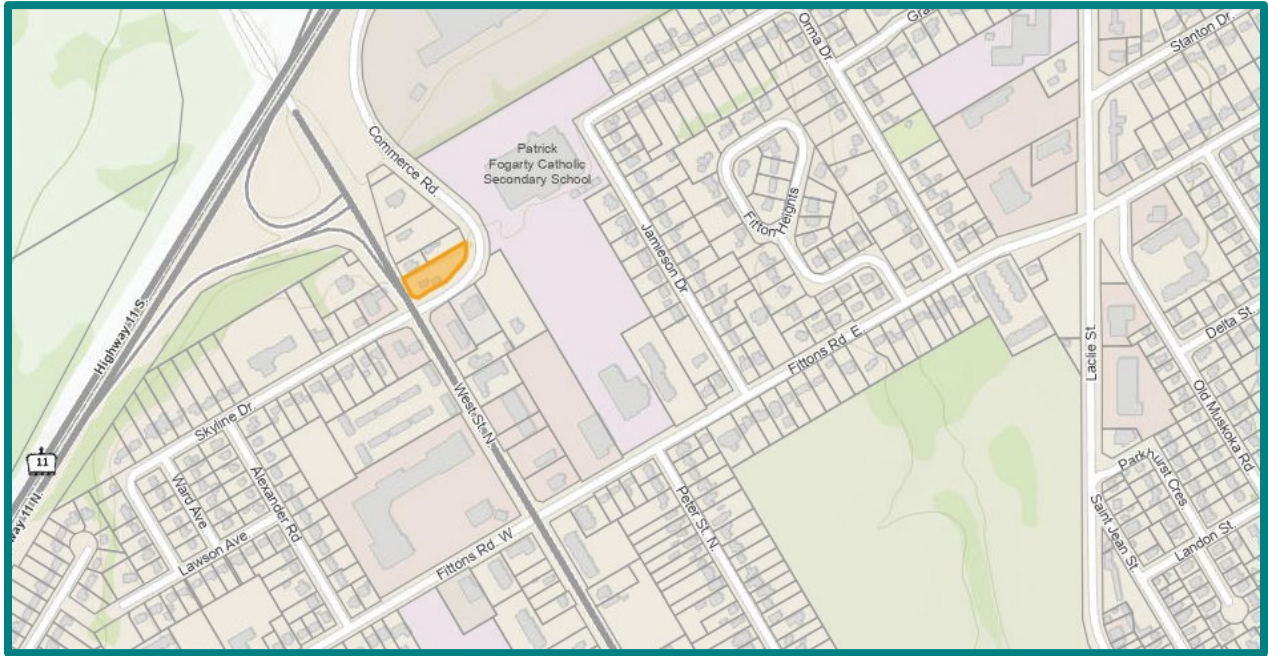 Orma Dr.
Stanton Dr.
Commerce Rd.
Patrick
Fogarty Catholic
Secondary School
Fitton
Heights
Jamieson Dr.
Highway 11 S.
Fittons Rd. E.
Laclie St.
Delta St.
Old Muskoka Rd
West St. N.
Skyline Dr.
Ward Ave
Alexander Rd
Lawson Ave
11
Parkhurst Cres
Peter St. N.
Saint Jean St.
Landon St.
Fittons Rd. W
way 11 N.